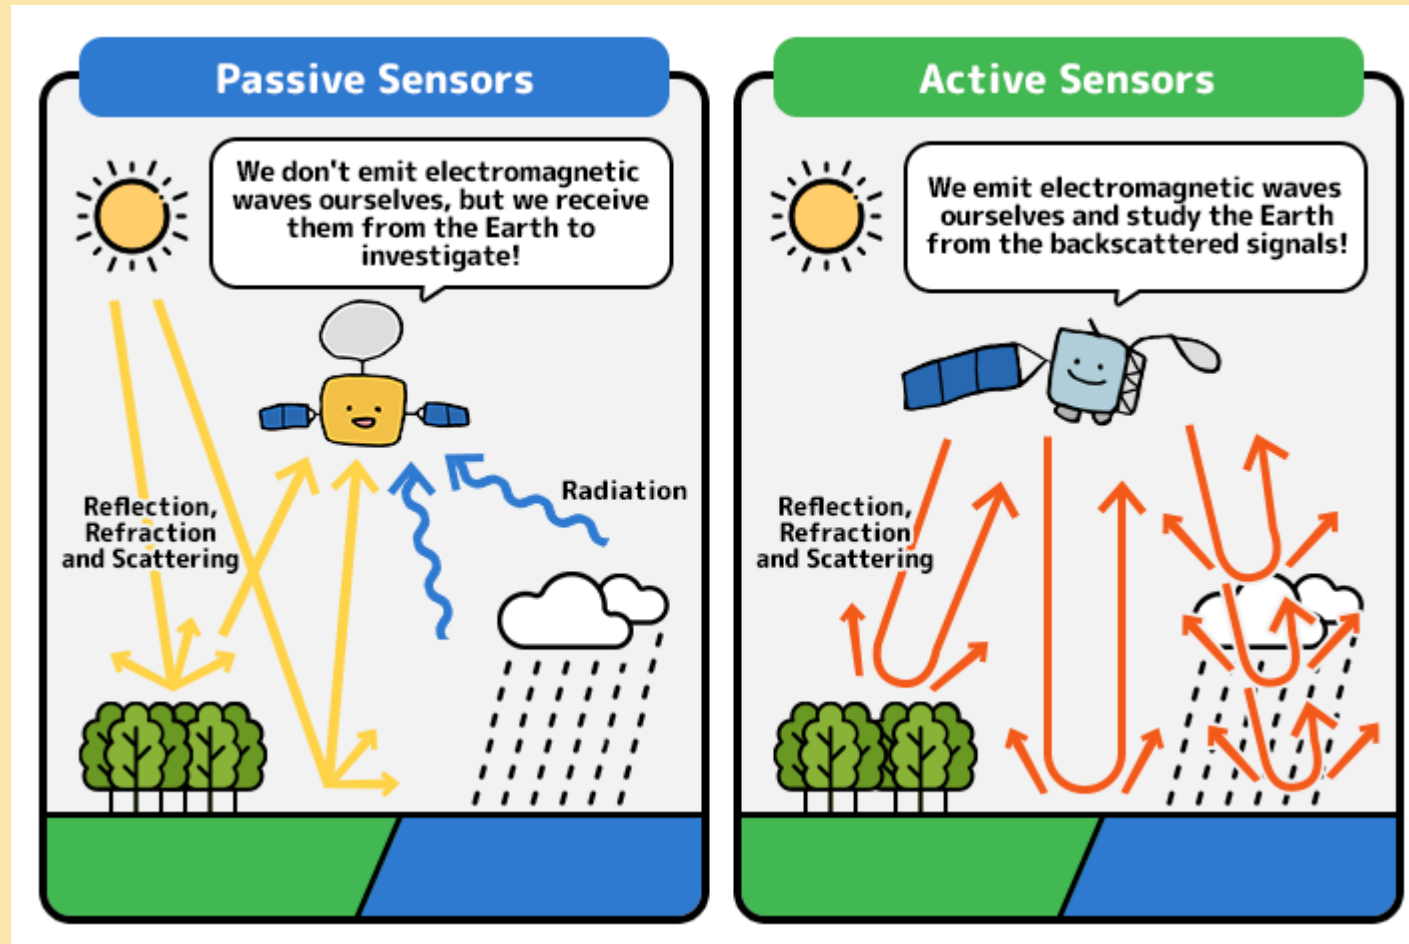 Passive Sensors
We don't emit electromagnetic
waves ourselves, but we receive
them from the Earth to
investigate!
Radiation
Reflection,
Refraction
and Scattering
Active Sensors
We emit electromagnetic waves
ourselves and study the Earth
from the backscattered signals!
Reflection,
Refraction
and Scattering